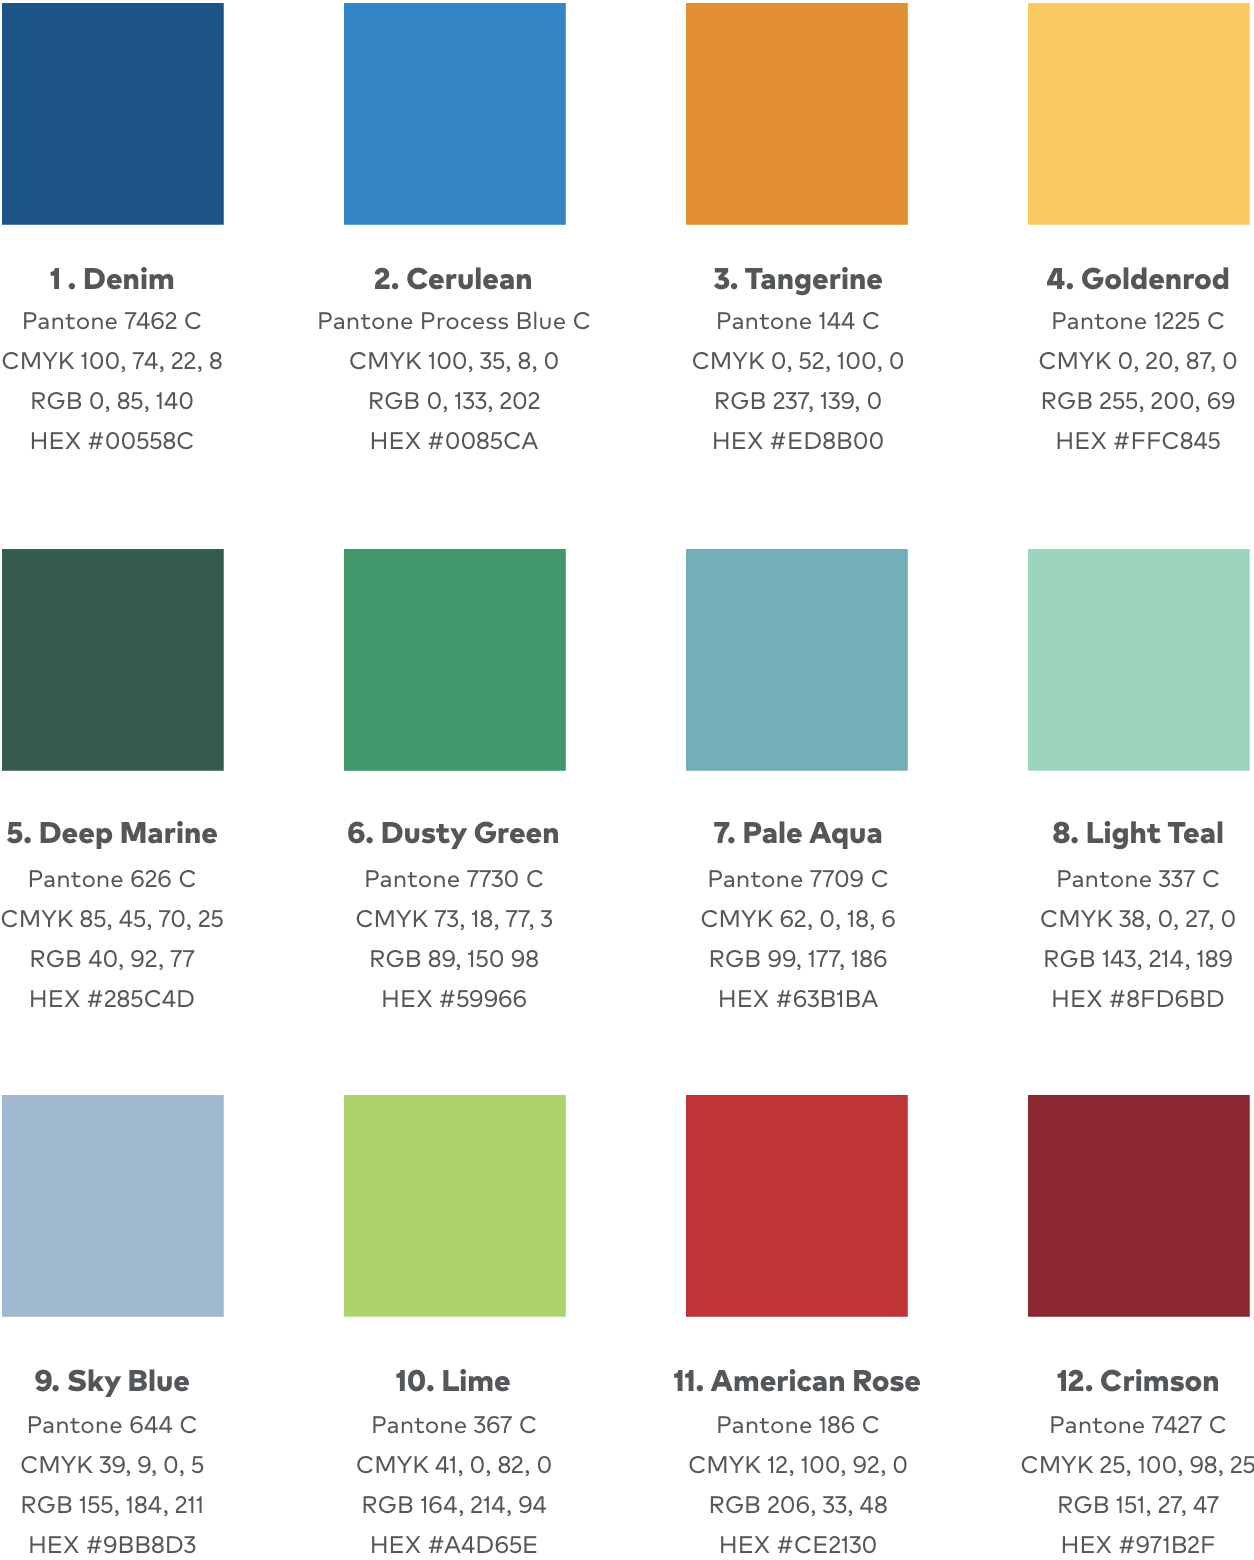 1 . Denim
Pantone 7462 C
CMYK 100, 74, 22, 8
RGB 0, 85, 140
HEX #00558C
2. Cerulean
Pantone Process Blue C
CMYK 100, 35, 8, 0
RGB 0, 133, 202
HEX #0085CA
3. Tangerine
Pantone 144 C
CMYK 0, 52, 100, 0
RGB 237, 139, 0
HEX #ED8B00
4. Goldenrod
Pantone 1225 C
CMYK 0, 20, 87, 0
RGB 255, 200, 69
HEX #FFC845
5. Deep Marine
Pantone 626 C
CMYK 85, 45, 70, 25
RGB 40, 92, 77
HEX #285C4D
6. Dusty Green
Pantone 7730 C
CMYK 73, 18, 77, 3
RGB 89, 150 98
HEX #59966
7. Pale Aqua
Pantone 7709 C
CMYK 62, 0, 18, 6
RGB 99, 177, 186
HEX #63B1BA
8. Light Teal
Pantone 337 C
CMYK 38, 0, 27, 0
RGB 143, 214, 189
HEX #8FD6BD
9. Sky Blue
Pantone 644 C
CMYK 39, 9, 0, 5
RGB 155, 184, 211
HEX #9BB8D3
10. Lime
Pantone 367 C
CMYK 41, 0, 82, 0
RGB 164, 214, 94
HEX #A4D65E
11. American Rose
Pantone 186 C
CMYK 12, 100, 92, 0
RGB 206, 33, 48
HEX #CE2130
12. Crimson
Pantone 7427 C
CMYK 25, 100, 98, 25
RGB 151, 27, 47
HEX #971B2F